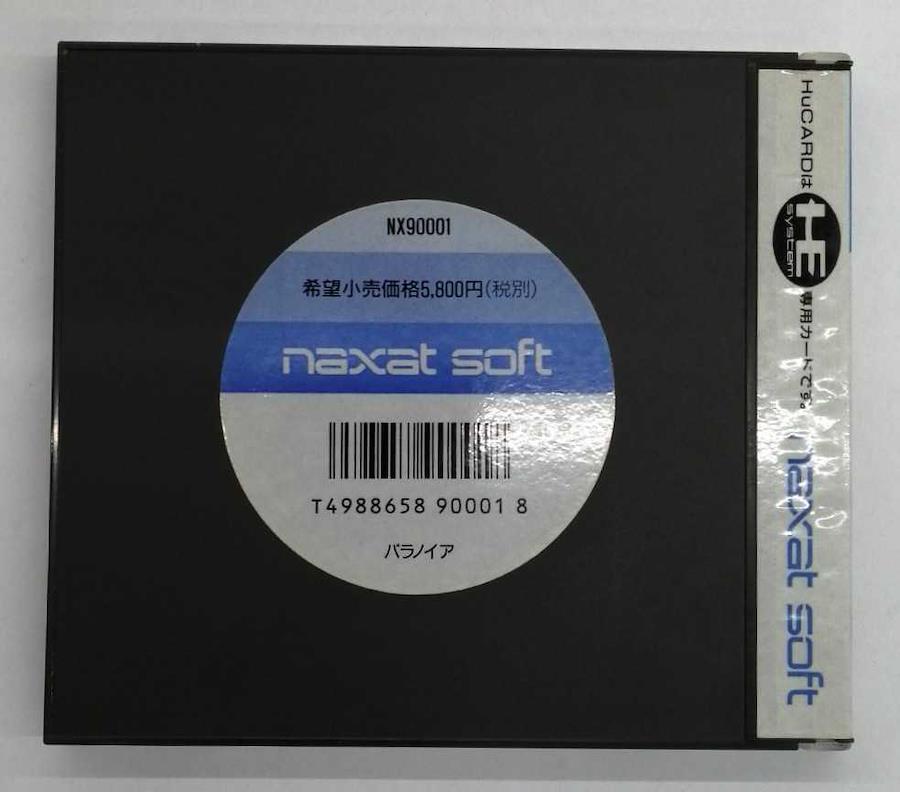 NX90001
希望小売価格5,800円(税別)
naxat soft
T4988658 90001 8
パラノイア
HuCARDは HE system 専用カードです。
naxat soft